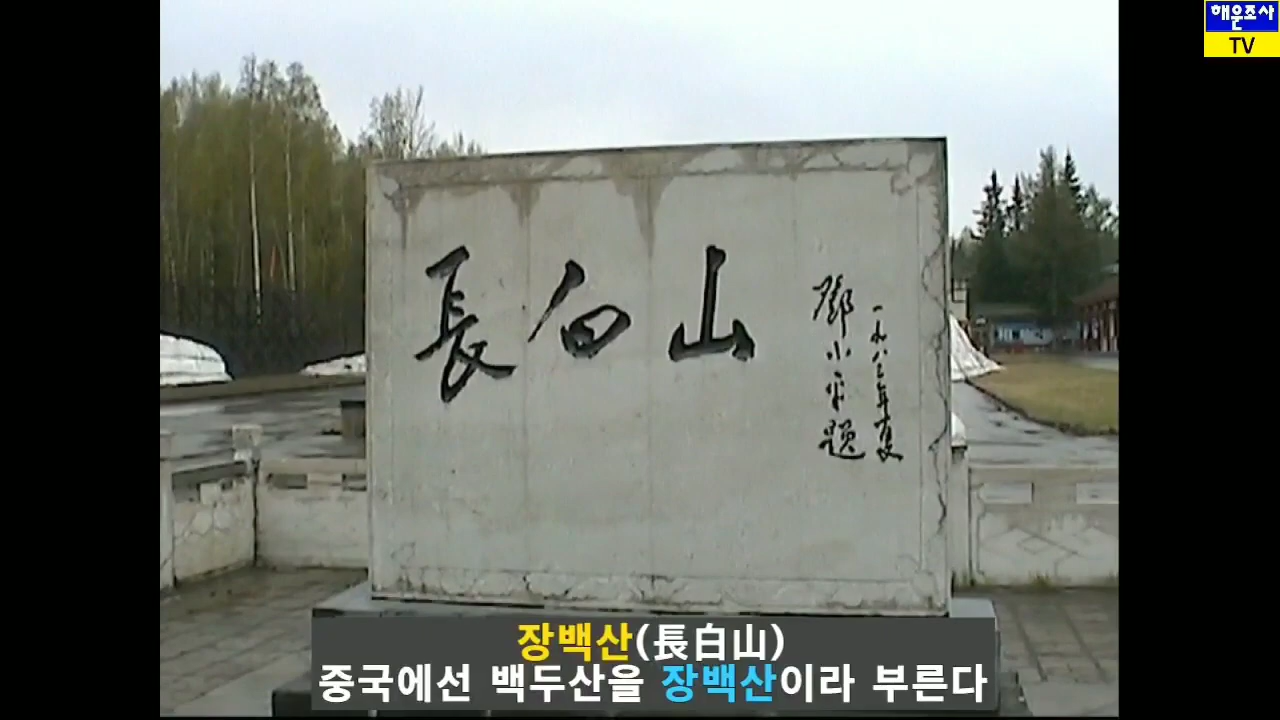 해운조사
TV
長白山
鄧小平題
一九八三年夏
장백산(長白山)
중국에선 백두산을 장백산이라 부른다